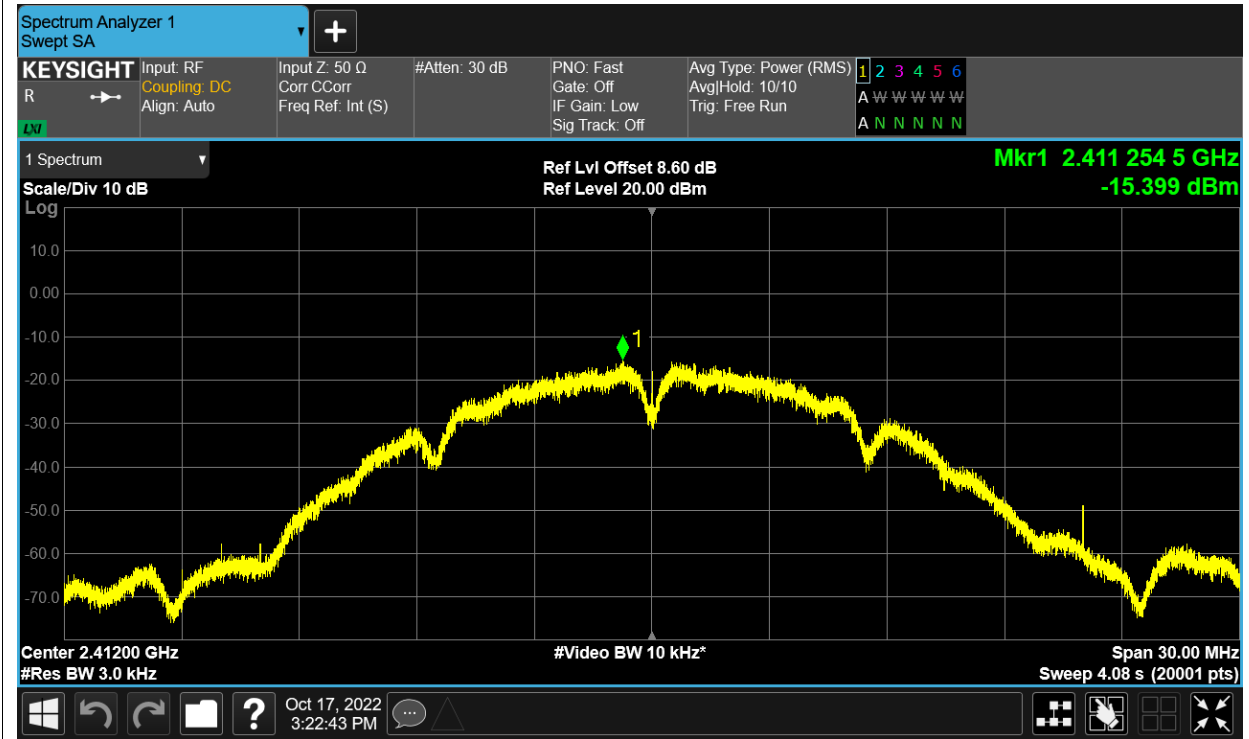 Spectrum Analyzer 1
Swept SA
KEYSIGHT
R
LXI
Input: RF
Coupling: DC
Align: Auto
Input Z: 50 Ω
Corr CCorr
Freq Ref: Int (S)
#Atten: 30 dB
PNO: Fast
Gate: Off
IF Gain: Low
Sig Track: Off
Avg Type: Power (RMS)
Avg|Hold: 10/10
Trig: Free Run
1 2 3 4 5 6
A W W W W W
A N N N N N
1 Spectrum
Scale/Div 10 dB
Log
Ref Lvl Offset 8.60 dB
Ref Level 20.00 dBm
Mkr1 2.411 254 5 GHz
-15.399 dBm
10.0
0.00
-10.0
-20.0
-30.0
-40.0
-50.0
-60.0
-70.0
1
Center 2.41200 GHz
#Res BW 3.0 kHz
#Video BW 10 kHz*
Span 30.00 MHz
Sweep 4.08 s (20001 pts)
?
Oct 17, 2022
3:22:43 PM